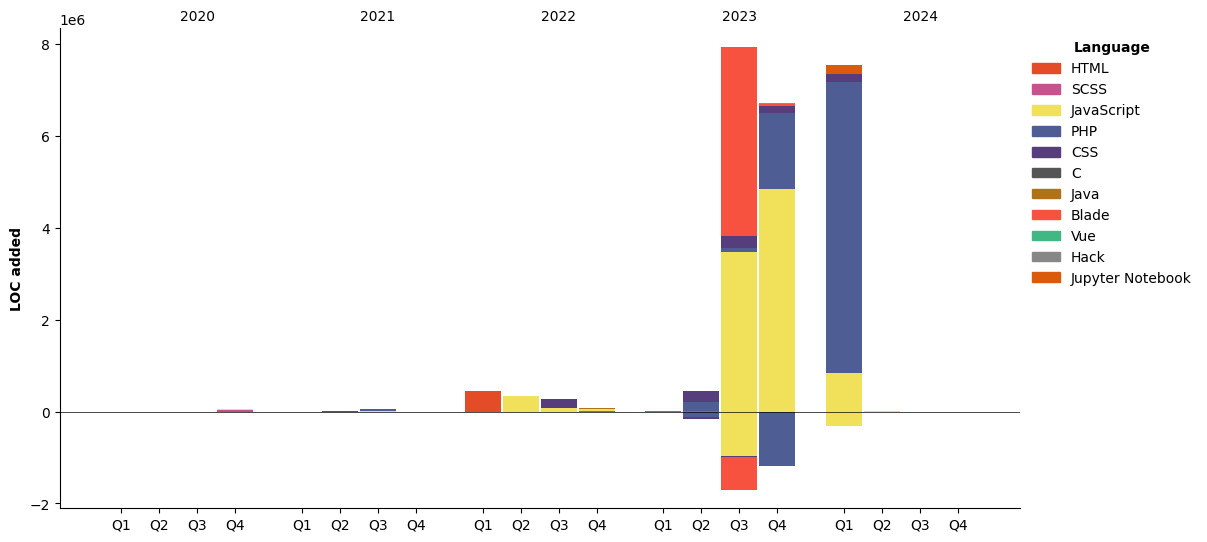 2020 2021 2022 2023 2024
1e6
8
6
4
2
0
−2
LOC added
Q1 Q2 Q3 Q4 Q1 Q2 Q3 Q4 Q1 Q2 Q3 Q4 Q1 Q2 Q3 Q4 Q1 Q2 Q3 Q4
Language
HTML
SCSS
JavaScript
PHP
CSS
C
Java
Blade
Vue
Hack
Jupyter Notebook